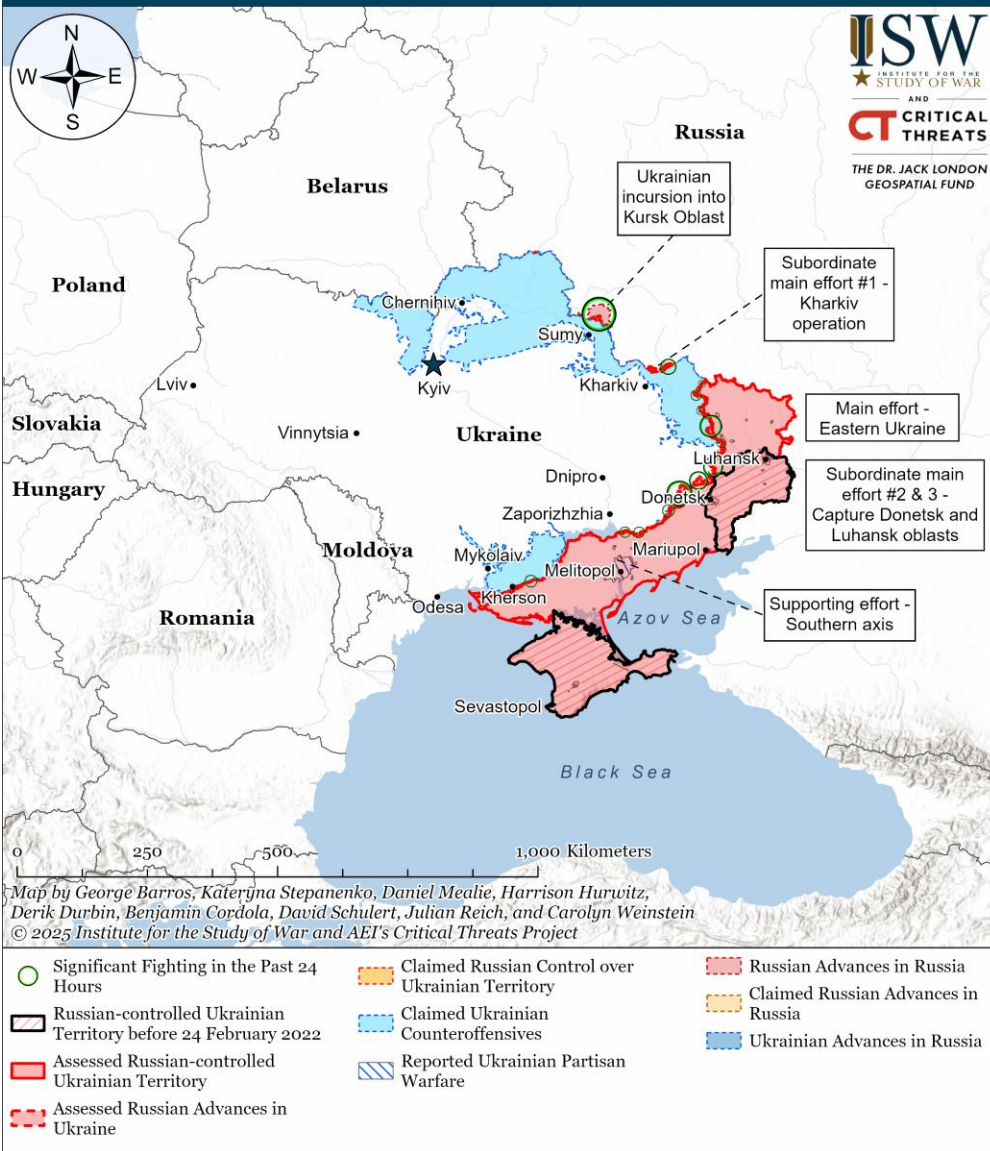 N
W E
S
ISW
INSTITUTE FOR THE
STUDY OF WAR
AND
CT CRITICAL
THREATS
THE DR. JACK LONDON
GEOSPATIAL FUND
Russia
Ukrainian
incursion into
Kursk Oblast
Belarus
Subordinate
main effort #1 -
Kharkiv
operation
Poland
Chernihiv
Sumy
Kyiv
Lviv
Kharkiv
Slovakia
Main effort -
Eastern Ukraine
Vinnytsia
Ukraine
Luhansk
Hungary
Dnipro
Subordinate main
effort #2 & 3 -
Capture Donetsk and
Luhansk oblasts
Donetsk
Zaporizhzhia
Moldova
Mykolaiv
Mariupol
Melitopol
Kherson
Odesa
Supporting effort -
Southern axis
Romania
Azov Sea
Sevastopol
Black Sea
0 250 500 1,000 Kilometers
Map by George Barros, Kateryna Stepanenko, Daniel Mealie, Harrison Hurwitz,
Derik Durbin, Benjamin Cordola, David Schulert, Julian Reich, and Carolyn Weinstein
© 2025 Institute for the Study of War and AEI's Critical Threats Project
Significant Fighting in the Past 24
Hours
Russian-controlled Ukrainian
Territory before 24 February 2022
Assessed Russian-controlled
Ukrainian Territory
Assessed Russian Advances in
Ukraine
Claimed Russian Control over
Ukrainian Territory
Claimed Ukrainian
Counteroffensives
Reported Ukrainian Partisan
Warfare
Russian Advances in Russia
Claimed Russian Advances in
Russia
Ukrainian Advances in Russia